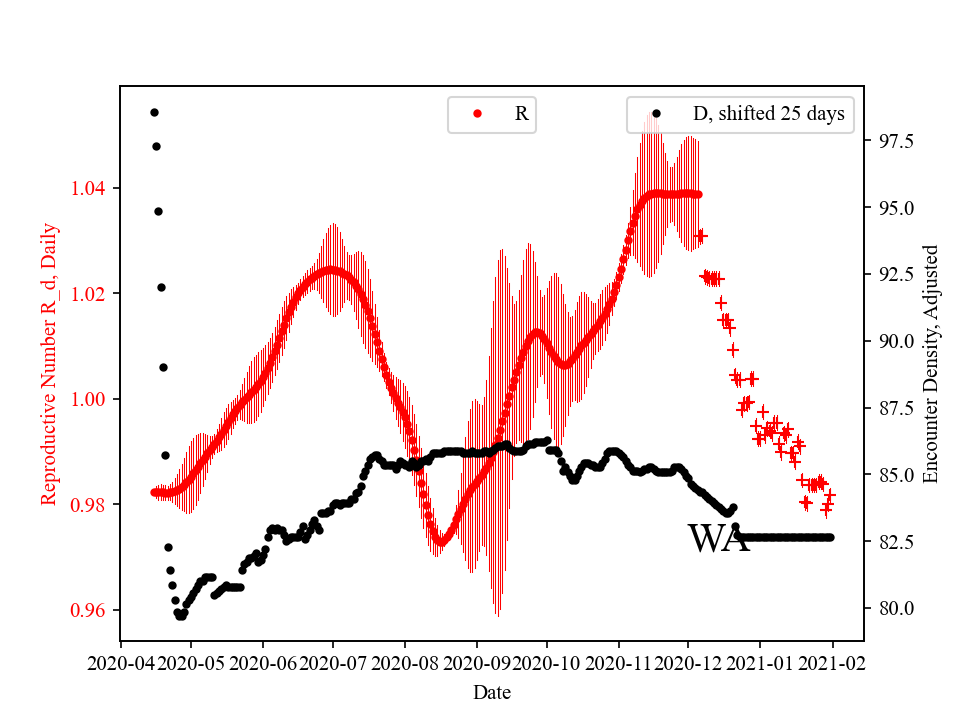 R
D, shifted 25 days
Reproductive Number R_d, Daily
1.04
1.02
1.00
0.98
0.96
97.5
95.0
92.5
90.0
87.5
85.0
82.5
80.0
Encounter Density, Adjusted
WA
2020-04 2020-05 2020-06 2020-07 2020-08 2020-09 2020-10 2020-11 2020-12 2021-01 2021-02
Date